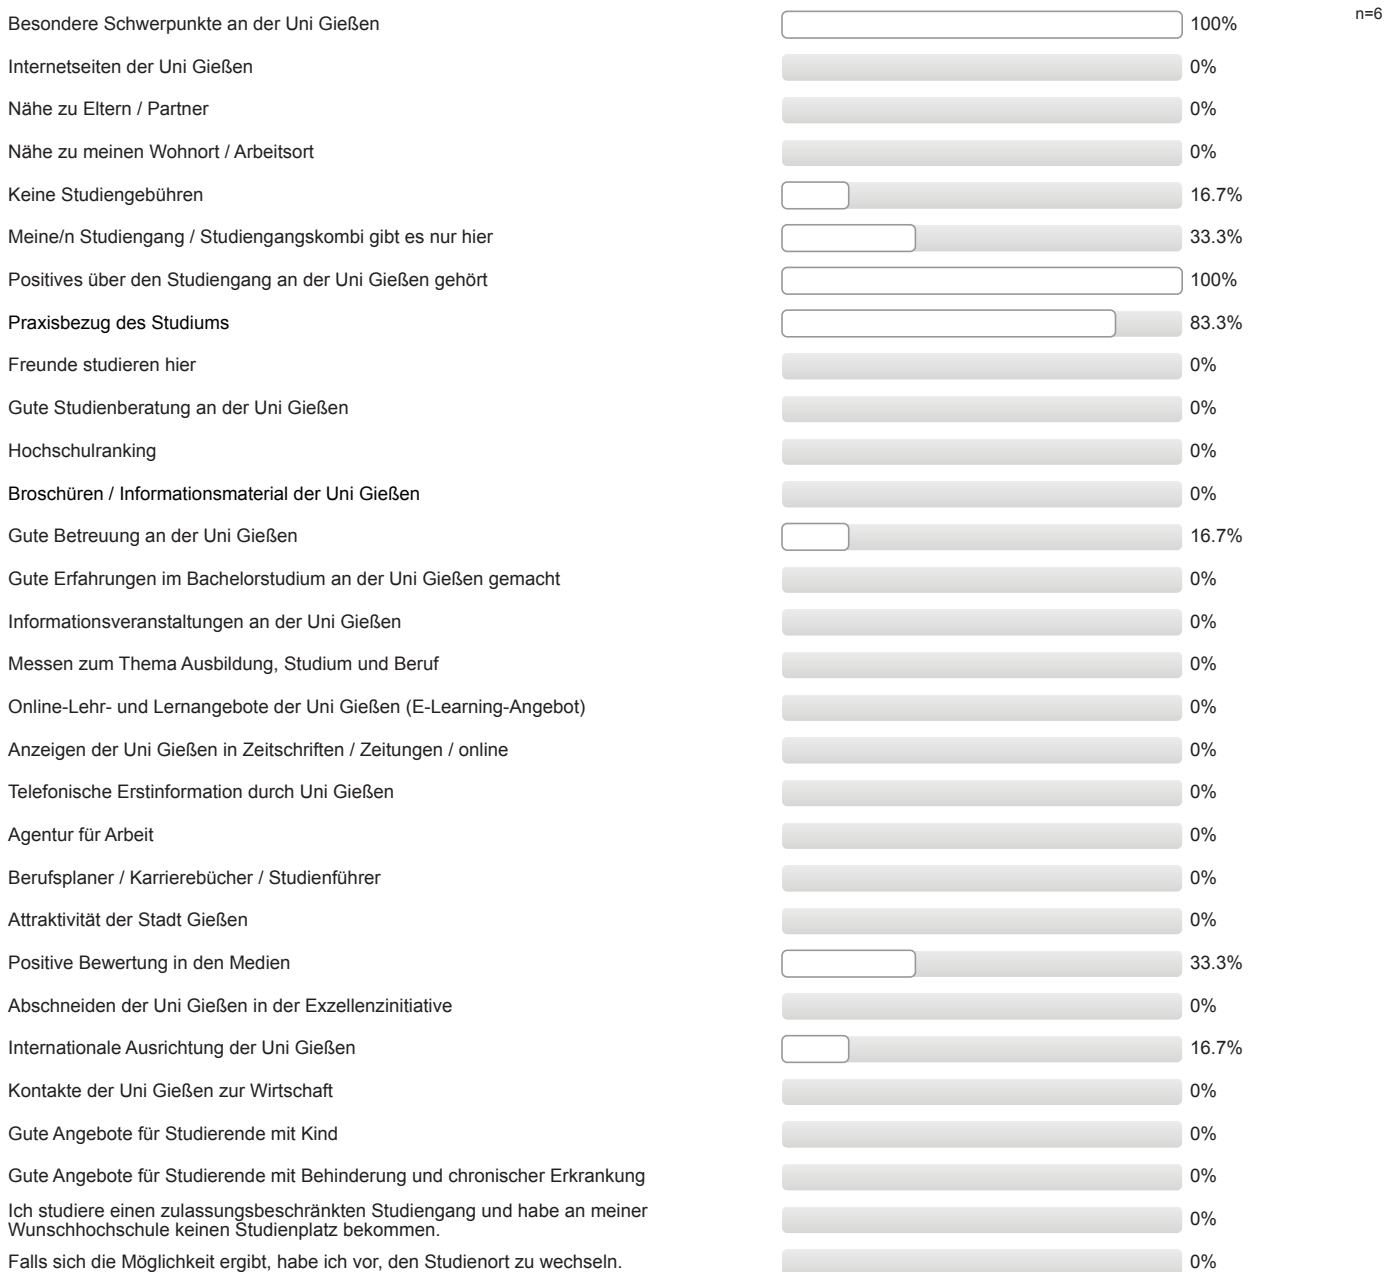 Besondere Schwerpunkte an der Uni Gießen 100% n=6
Internetseiten der Uni Gießen 0%
Nähe zu Eltern / Partner 0%
Nähe zu meinen Wohnort / Arbeitsort 0%
Keine Studiengebühren 16.7%
Meine/n Studiengang / Studiengangskombi gibt es nur hier 33.3%
Positives über den Studiengang an der Uni Gießen gehört 100%
Praxisbezug des Studiums 83.3%
Freunde studieren hier 0%
Gute Studienberatung an der Uni Gießen 0%
Hochschulranking 0%
Broschüren / Informationsmaterial der Uni Gießen 0%
Gute Betreuung an der Uni Gießen 16.7%
Gute Erfahrungen im Bachelorstudium an der Uni Gießen gemacht 0%
Informationsveranstaltungen an der Uni Gießen 0%
Messen zum Thema Ausbildung, Studium und Beruf 0%
Online-Lehr- und Lernangebote der Uni Gießen (E-Learning-Angebot) 0%
Anzeigen der Uni Gießen in Zeitschriften / Zeitungen / online 0%
Telefonische Erstinformation durch Uni Gießen 0%
Agentur für Arbeit 0%
Berufsplaner / Karrierebücher / Studienführer 0%
Attraktivität der Stadt Gießen 0%
Positive Bewertung in den Medien 33.3%
Abschneiden der Uni Gießen in der Exzellenzinitiative 0%
Internationale Ausrichtung der Uni Gießen 16.7%
Kontakte der Uni Gießen zur Wirtschaft 0%
Gute Angebote für Studierende mit Kind 0%
Gute Angebote für Studierende mit Behinderung und chronischer Erkrankung 0%
Ich studiere einen zulassungsbeschränkten Studiengang und habe an meiner
Wunschhochschule keinen Studienplatz bekommen. 0%
Falls sich die Möglichkeit ergibt, habe ich vor, den Studienort zu wechseln. 0%